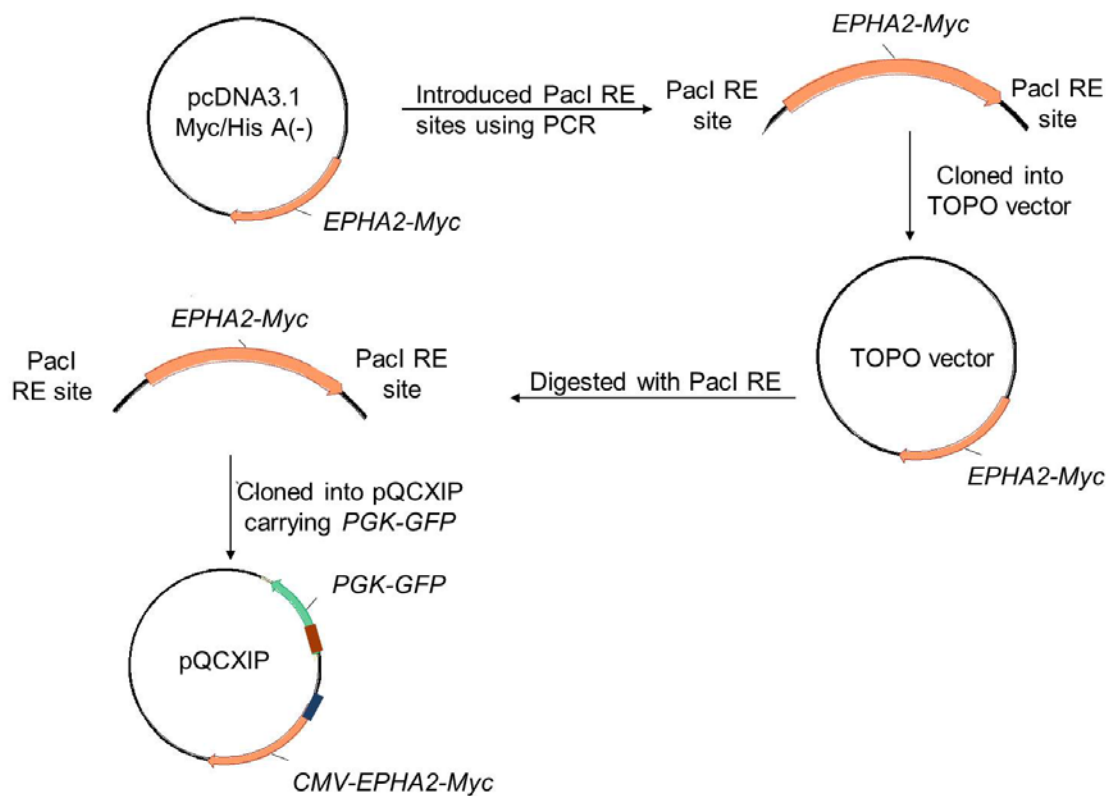 pcDNA3.1
Myc/His A(-)
EPHA2-Myc
Introduced PacI RE
sites using PCR
EPHA2-Myc
PacI RE
site
PacI RE
site
Cloned into
TOPO vector
TOPO vector
EPHA2-Myc
Digested with PacI RE
EPHA2-Myc
PacI
RE site
PacI RE
site
Cloned into pQCXIP
carrying PGK-GFP
PGK-GFP
pQCXIP
CMV-EPHA2-Myc